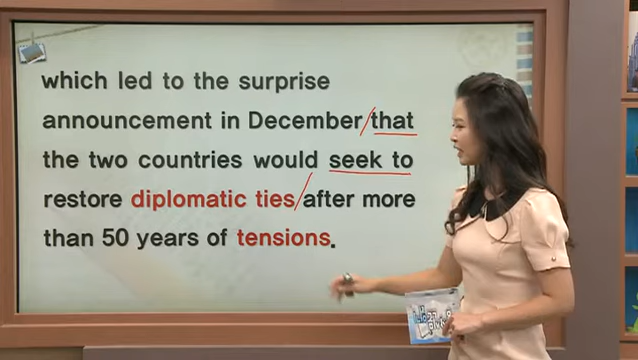 which led to the surprise
announcement in December that
the two countries would seek to
restore diplomatic ties after more
than 50 years of tensions.